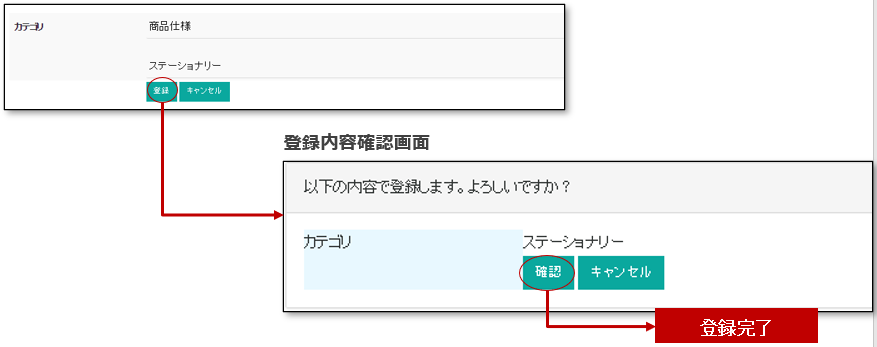 カテゴリ
商品仕様
ステーショナリー
登録 キャンセル
登録内容確認画面
以下の内容で登録します。よろしいですか？
カテゴリ
ステーショナリー
確認 キャンセル
登録完了